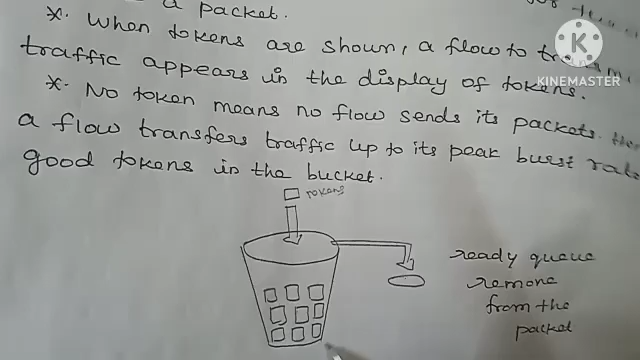 a packet.
*. When tokens are shown, a flow to
traffic appears in the display of tokens.
*. No token means no flow sends its packets.
a flow transfers traffic up to its peak burst rate
good tokens in the bucket.
tokens
ready queue
remone
from the
packet
K
KINEMASTER